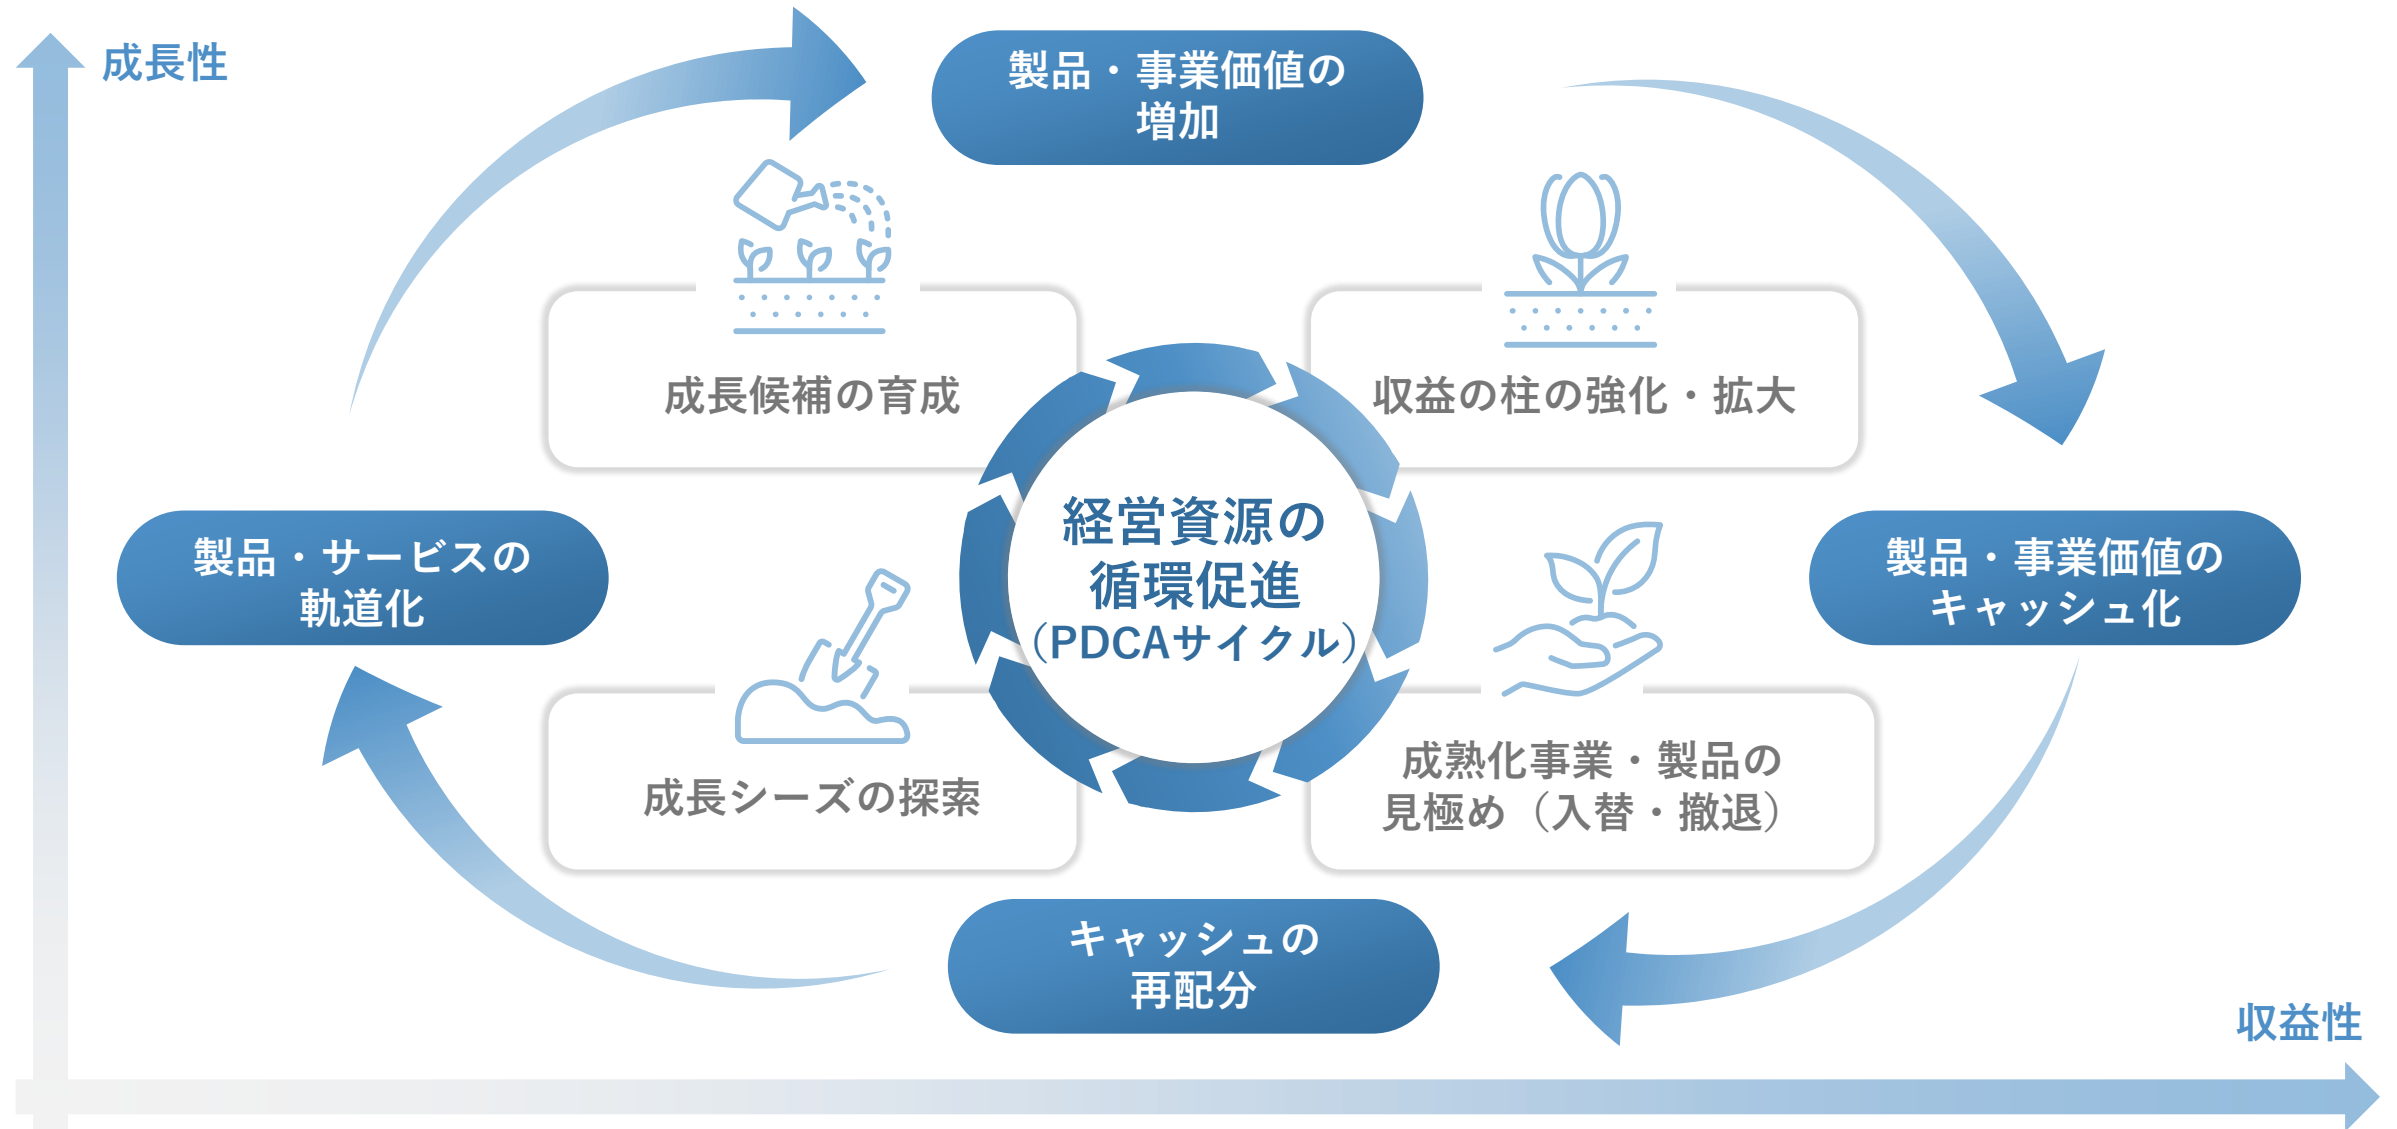 成長性
製品・事業価値の
増加
成長候補の育成
収益の柱の強化・拡大
製品・サービスの
軌道化
経営資源の
循環促進
（PDCAサイクル）
製品・事業価値の
キャッシュ化
成長シーズの探索
成熟化事業・製品の
見極め（入替・撤退）
キャッシュの
再配分
収益性